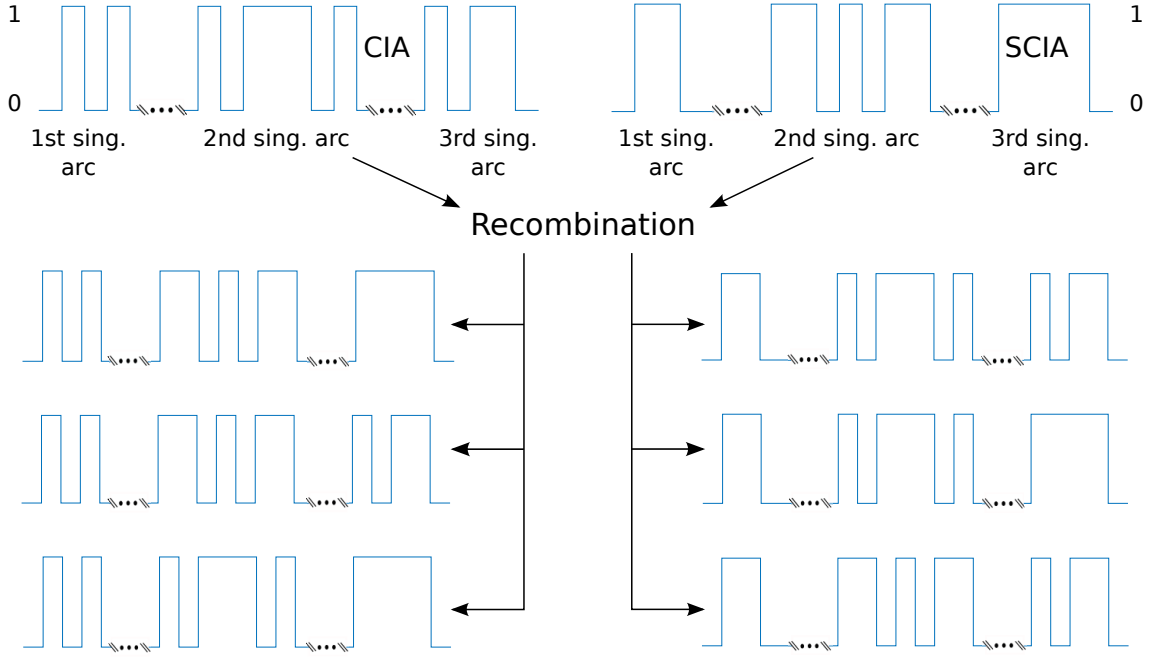 1
0
CIA
1st sing.
arc
2nd sing. arc
3rd sing.
arc
SCIA
1
0
1st sing.
arc
2nd sing. arc
3rd sing.
arc
Recombination